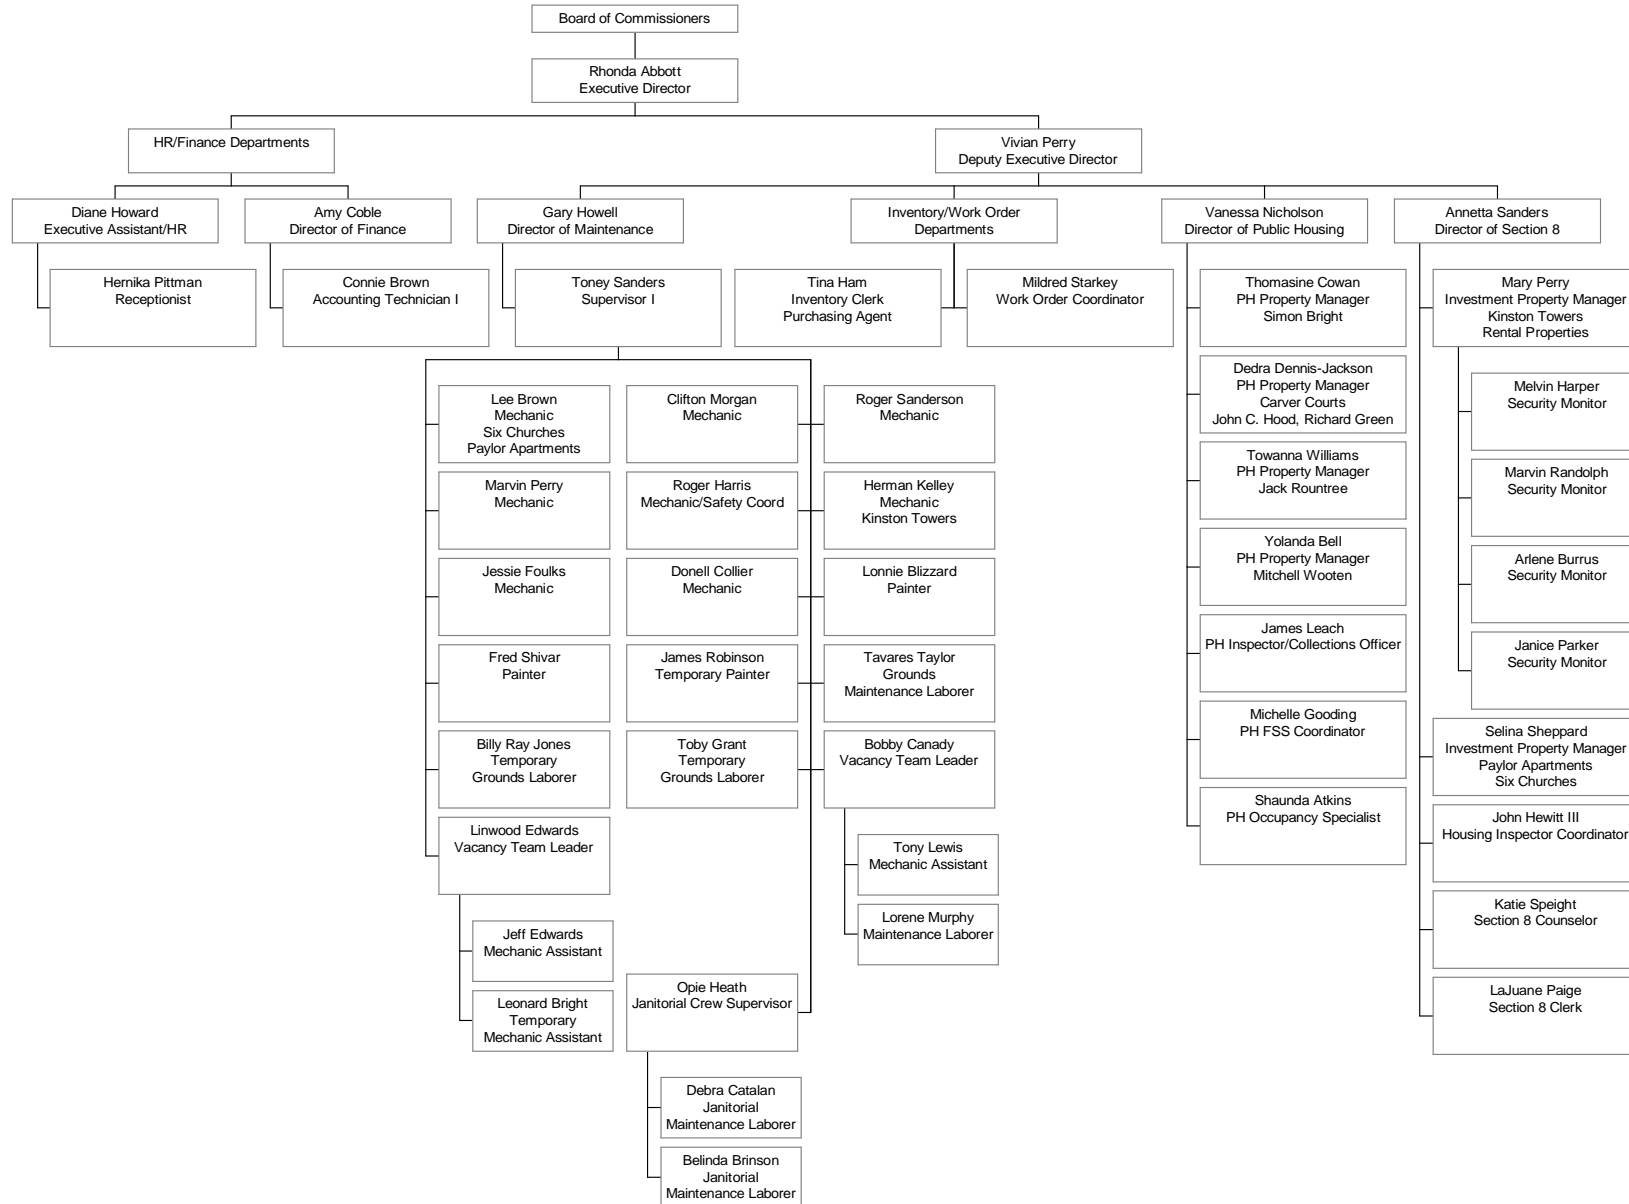 Board of Commissioners
Rhonda Abbott
Executive Director
HR/Finance Departments
Vivian Perry
Deputy Executive Director
Diane Howard
Executive Assistant/HR
Amy Coble
Director of Finance
Gary Howell
Director of Maintenance
Inventory/Work Order
Departments
Vanessa Nicholson
Director of Public Housing
Annetta Sanders
Director of Section 8
Hernika Pittman
Receptionist
Connie Brown
Accounting Technician I
Toney Sanders
Supervisor I
Tina Ham
Inventory Clerk
Purchasing Agent
Mildred Starkey
Work Order Coordinator
Thomasine Cowan
PH Property Manager
Simon Bright
Mary Perry
Investment Property Manager
Kinston Towers
Rental Properties
Lee Brown
Mechanic
Six Churches
Paylor Apartments
Clifton Morgan
Mechanic
Roger Sanderson
Mechanic
Dedra Dennis-Jackson
PH Property Manager
Carver Courts
John C. Hood, Richard Green
Melvin Harper
Security Monitor
Marvin Perry
Mechanic
Roger Harris
Mechanic/Safety Coord
Herman Kelley
Mechanic
Kinston Towers
Towanna Williams
PH Property Manager
Jack Rountree
Marvin Randolph
Security Monitor
Jessie Foulks
Mechanic
Donell Collier
Mechanic
Lonnie Blizzard
Painter
Yolanda Bell
PH Property Manager
Mitchell Wooten
Arlene Burrus
Security Monitor
Fred Shivar
Painter
James Robinson
Temporary Painter
Tavares Taylor
Grounds
Maintenance Laborer
James Leach
PH Inspector/Collections Officer
Janice Parker
Security Monitor
Billy Ray Jones
Temporary
Grounds Laborer
Toby Grant
Temporary
Grounds Laborer
Bobby Canady
Vacancy Team Leader
Michelle Gooding
PH FSS Coordinator
Selina Sheppard
Investment Property Manager
Paylor Apartments
Six Churches
Linwood Edwards
Vacancy Team Leader
Tony Lewis
Mechanic Assistant
Shaunda Atkins
PH Occupancy Specialist
John Hewitt III
Housing Inspector Coordinator
Lorene Murphy
Maintenance Laborer
Katie Speight
Section 8 Counselor
Jeff Edwards
Mechanic Assistant
Leonard Bright
Temporary
Mechanic Assistant
Opie Heath
Janitorial Crew Supervisor
LaJuane Paige
Section 8 Clerk
Debra Catalan
Janitorial
Maintenance Laborer
Belinda Brinson
Janitorial
Maintenance Laborer